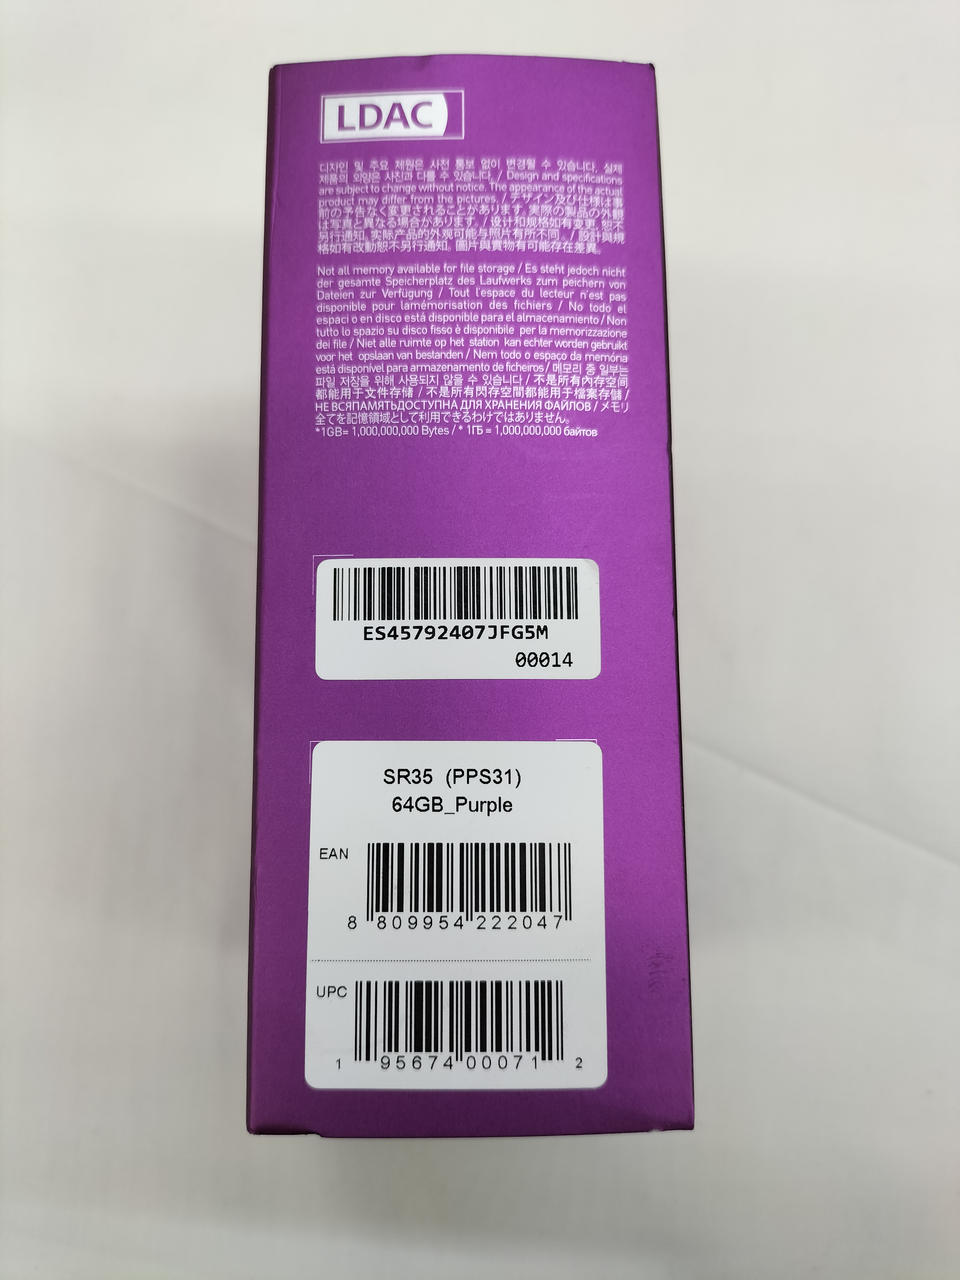 LDAC
디자인 및 주요 제원은 사전 통보 없이 변경될 수 있습니다. 실제
제품의 외양은 사진과 다를 수 있습니다. / Design and specifications
are subject to change without notice. The appearance of the actual
product may differ from the pictures. / デザイン及び仕様は事
前の予告なく変更されることがあります。実際の製品の外観
は写真と異なる場合があります。 / 设计和规格如有变更, 恕不
另行通知。实际产品的外观可能与照片有所不同。 / 設計與規
格如有改動恕不另行通知。圖片與實物有可能存在差異。
Not all memory available for file storage / Es steht jedoch nicht
der gesamte Speicherplatz des Laufwerks zum peichern von
Dateien zur Verfügung / Tout l'espace du lecteur n'est pas
disponible pour lamémorisation des fichiers / No todo el
espaci o en disco está disponible para el almacenamiento / Non
tutto lo spazio su disco fisso è disponibile per la memorizzazione
dei file / Niet alle ruimte op het station kan echter worden gebruikt
voor het opslaan van bestanden / Nem todo o espaço da memória
está disponível para armazenamento de ficheiros / 메모리 중 일부는
파일 저장을 위해 사용되지 않을 수 있습니다 / 不是所有內存空间
都能用于文件存储 / 不是所有閃存空間都能用于檔案存儲 /
НЕ ВСЯПАМЯТЬДОСТУПНА ДЛЯ ХРАНЕНИЯ ФАЙЛОВ / メモリ
全てを記憶領域として利用できるわけではありません。
*1GB= 1,000,000,000 Bytes / * 1ГБ = 1,000,000,000 байтов
ES45792407JFG5M
00014
SR35 (PPS31)
64GB_Purple
EAN
8 809954 222047
UPC
1 95674 00071 2